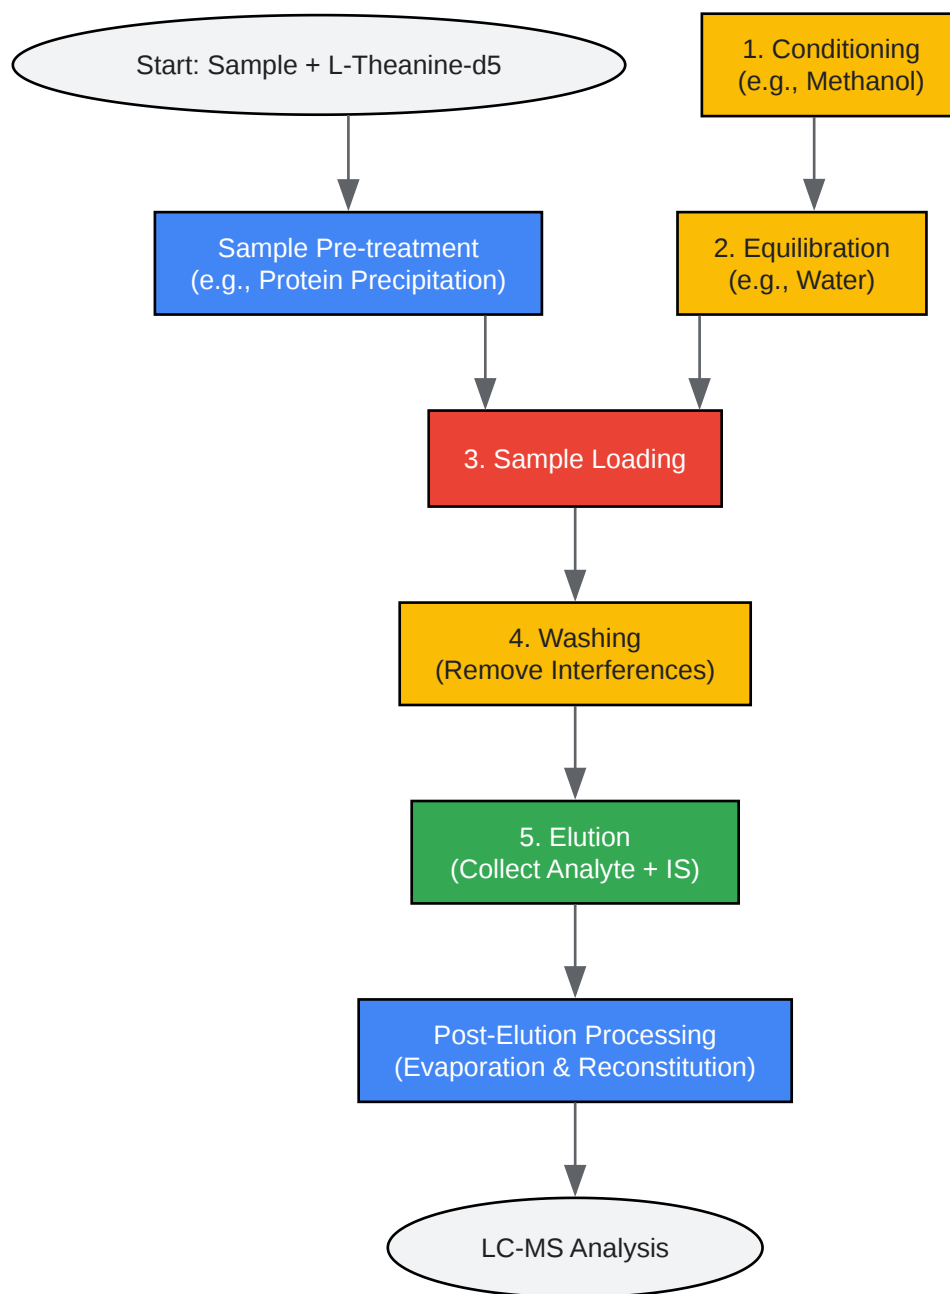 Start: Sample + L-Theanine-d5
1. Conditioning
(e.g., Methanol)
Sample Pre-treatment
(e.g., Protein Precipitation)
2. Equilibration
(e.g., Water)
3. Sample Loading
4. Washing
(Remove Interferences)
5. Elution
(Collect Analyte + IS)
Post-Elution Processing
(Evaporation & Reconstitution)
LC-MS Analysis